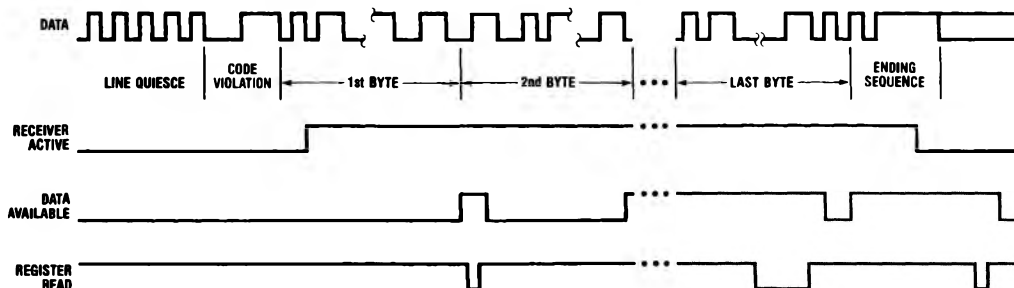 DATA
LINE QUIESCE
CODE
VIOLATION
1st BYTE
2nd BYTE
LAST BYTE
ENDING
SEQUENCE
RECEIVER
ACTIVE
DATA
AVAILABLE
REGISTER
READ